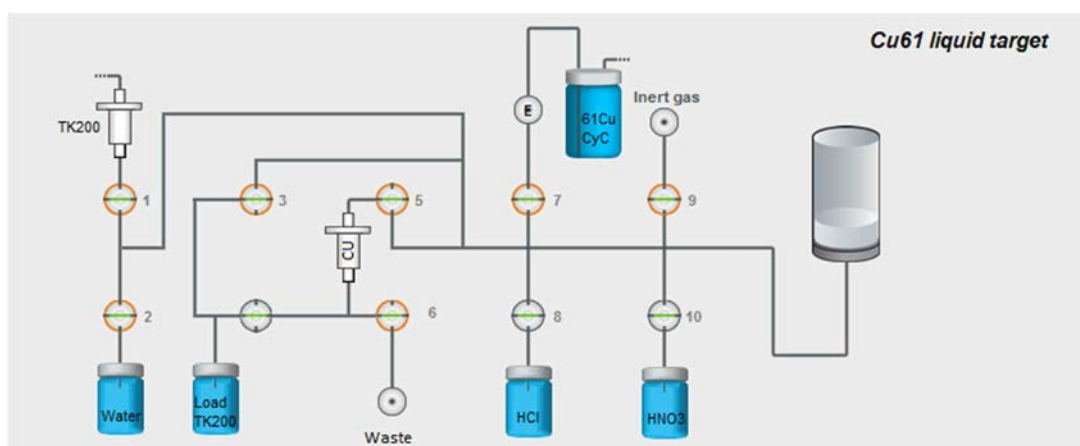 Cu61 liquid target
TK200
E
61Cu
CyC
Inert gas
1
3
5
7
9
CU
2
6
8
10
Water
Load
TK200
HCl
HNO3
Waste